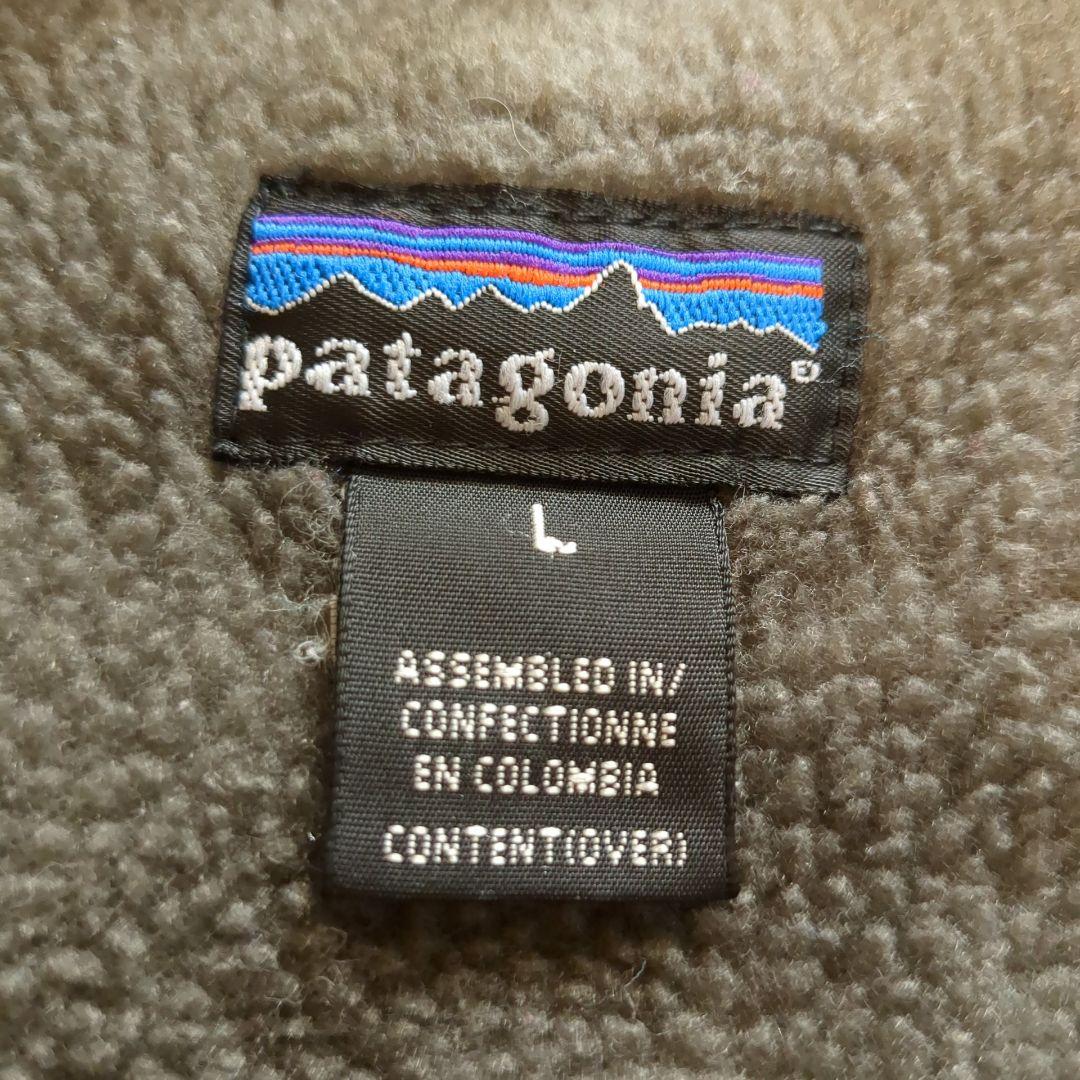 patagonia®
L
ASSEMBLED IN/
CONFECTIONNE
EN COLOMBIA
CONTENT(OVER)